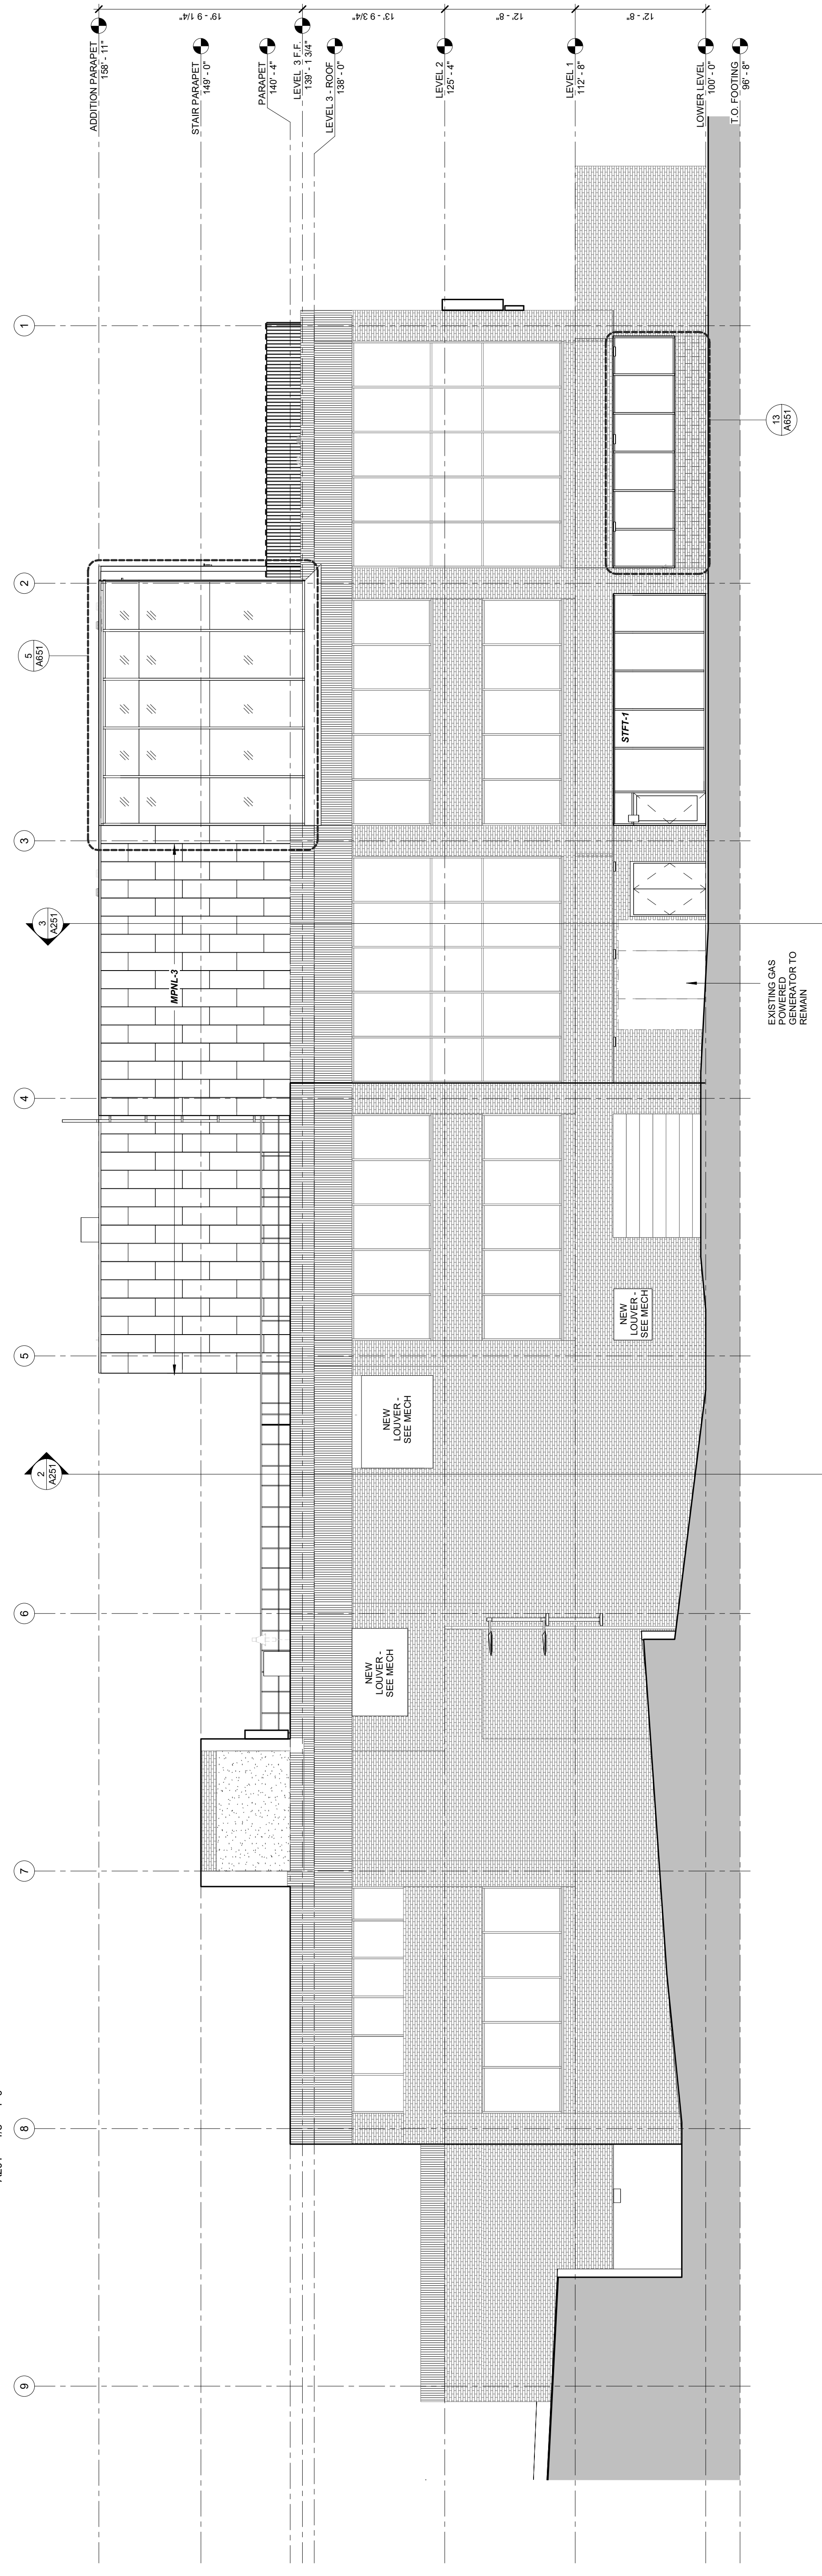 ADDITION PARAPET
158' - 11"
STAIR PARAPET
149' - 0"
PARAPET
140' - 4"
LEVEL 3 F.F.
139' - 1 3/4"
LEVEL 3 - ROOF
138' - 0"
LEVEL 2
125' - 4"
LEVEL 1
112' - 8"
LOWER LEVEL
100' - 0"
T.O. FOOTING
96' - 8"
19' - 9 1/4"
13' - 9 3/4"
12' - 8"
12' - 8"
9
8
7
6
5
4
3
2
1
2
A251
3
A251
5
A651
13
A651
MPNL-3
STFT-1
NEW
LOUVER -
SEE MECH
NEW
LOUVER -
SEE MECH
NEW
LOUVER -
SEE MECH
EXISTING GAS
POWERED
GENERATOR TO
REMAIN